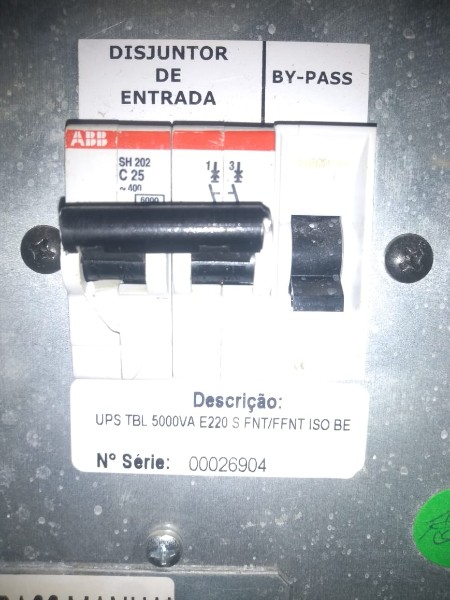 DISJUNTOR
DE
ENTRADA
BY-PASS
ABB
SH 202
C 25
~ 400
6000
1 3
Descrição:
UPS TBL 5000VA E220 S FNT/FFNT ISO BE
Nº Série: 00026904